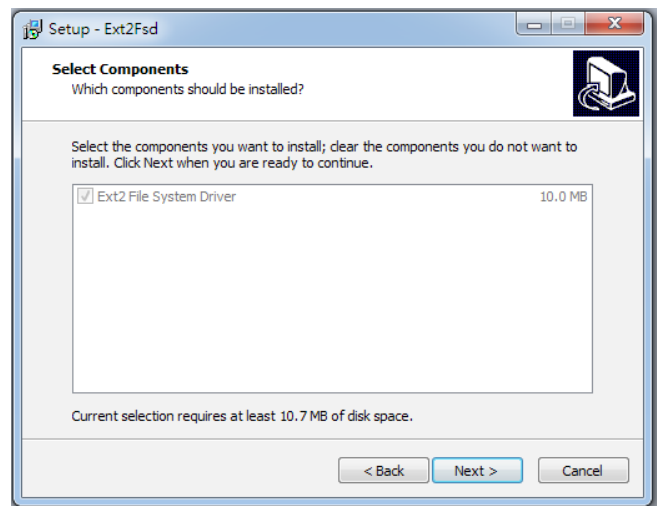 Setup - Ext2Fsd
Select Components
Which components should be installed?
Select the components you want to install; clear the components you do not want to
install. Click Next when you are ready to continue.
Ext2 File System Driver 10.0 MB
Current selection requires at least 10.7 MB of disk space.
< Back Next > Cancel